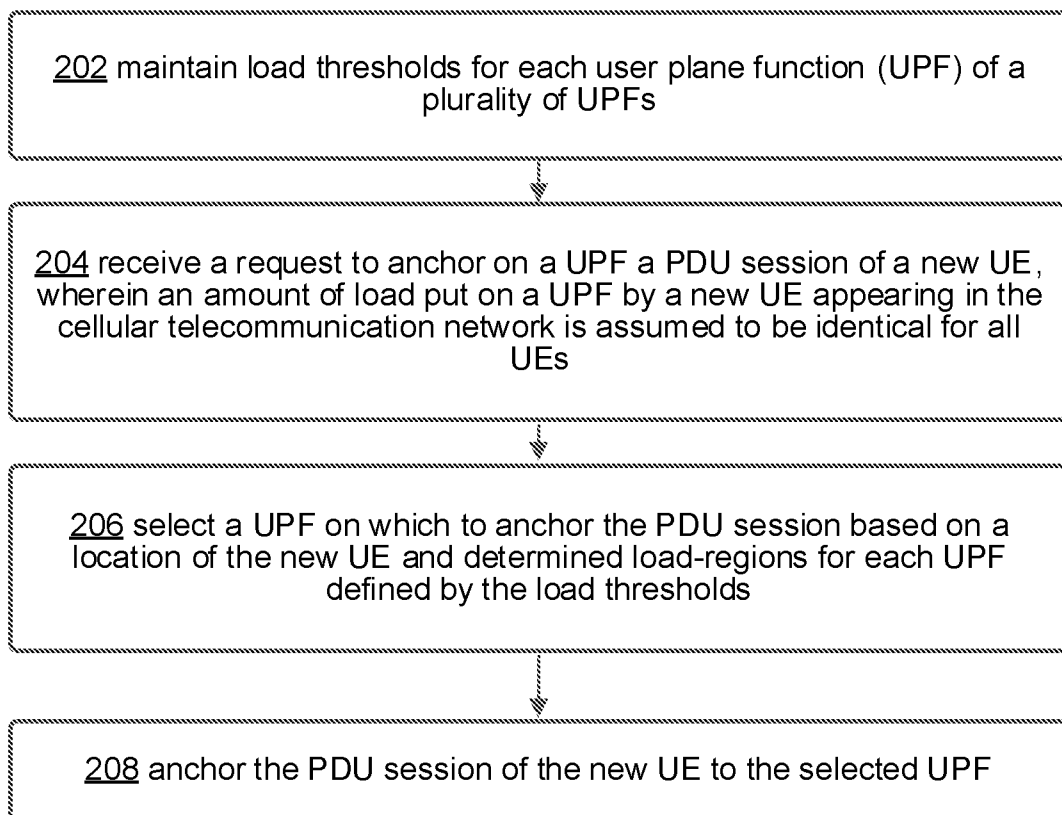 202 maintain load thresholds for each user plane function (UPF) of a
plurality of UPFs
204 receive a request to anchor on a UPF a PDU session of a new UE,
wherein an amount of load put on a UPF by a new UE appearing in the
cellular telecommunication network is assumed to be identical for all
UEs
206 select a UPF on which to anchor the PDU session based on a
location of the new UE and determined load-regions for each UPF
defined by the load thresholds
208 anchor the PDU session of the new UE to the selected UPF